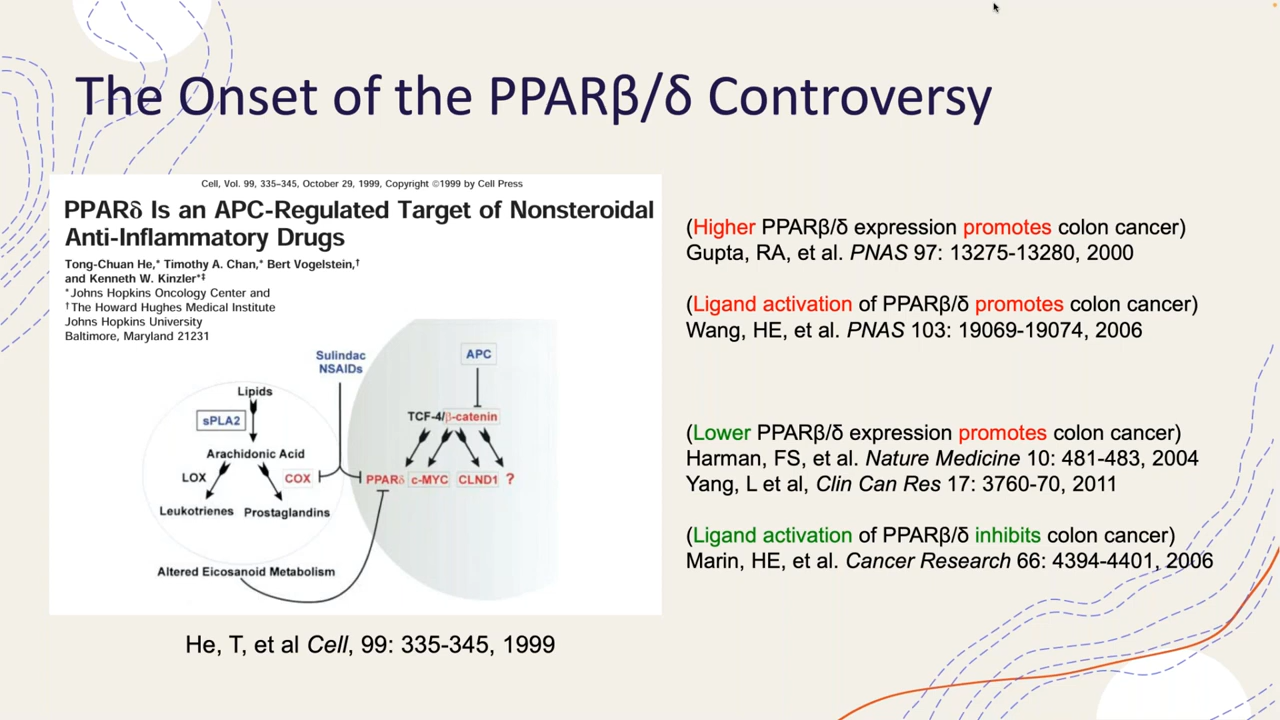 The Onset of the PPARβ/δ Controversy
Cell, Vol. 99, 335–345, October 29, 1999, Copyright ©1999 by Cell Press
PPARδ Is an APC-Regulated Target of Nonsteroidal
Anti-Inflammatory Drugs
Tong-Chuan He,* Timothy A. Chan,* Bert Vogelstein,†
and Kenneth W. Kinzler*‡
*Johns Hopkins Oncology Center and
†The Howard Hughes Medical Institute
Johns Hopkins University
Baltimore, Maryland 21231
Sulindac
NSAIDs
APC
Lipids
sPLA2
TCF-4/β-catenin
Arachidonic Acid
LOX
COX
PPARδ
c-MYC
CLND1
?
Leukotrienes
Prostaglandins
Altered Eicosanoid Metabolism
He, T, et al Cell, 99: 335-345, 1999
(Higher PPARβ/δ expression promotes colon cancer)
Gupta, RA, et al. PNAS 97: 13275-13280, 2000
(Ligand activation of PPARβ/δ promotes colon cancer)
Wang, HE, et al. PNAS 103: 19069-19074, 2006
(Lower PPARβ/δ expression promotes colon cancer)
Harman, FS, et al. Nature Medicine 10: 481-483, 2004
Yang, L et al, Clin Can Res 17: 3760-70, 2011
(Ligand activation of PPARβ/δ inhibits colon cancer)
Marin, HE, et al. Cancer Research 66: 4394-4401, 2006